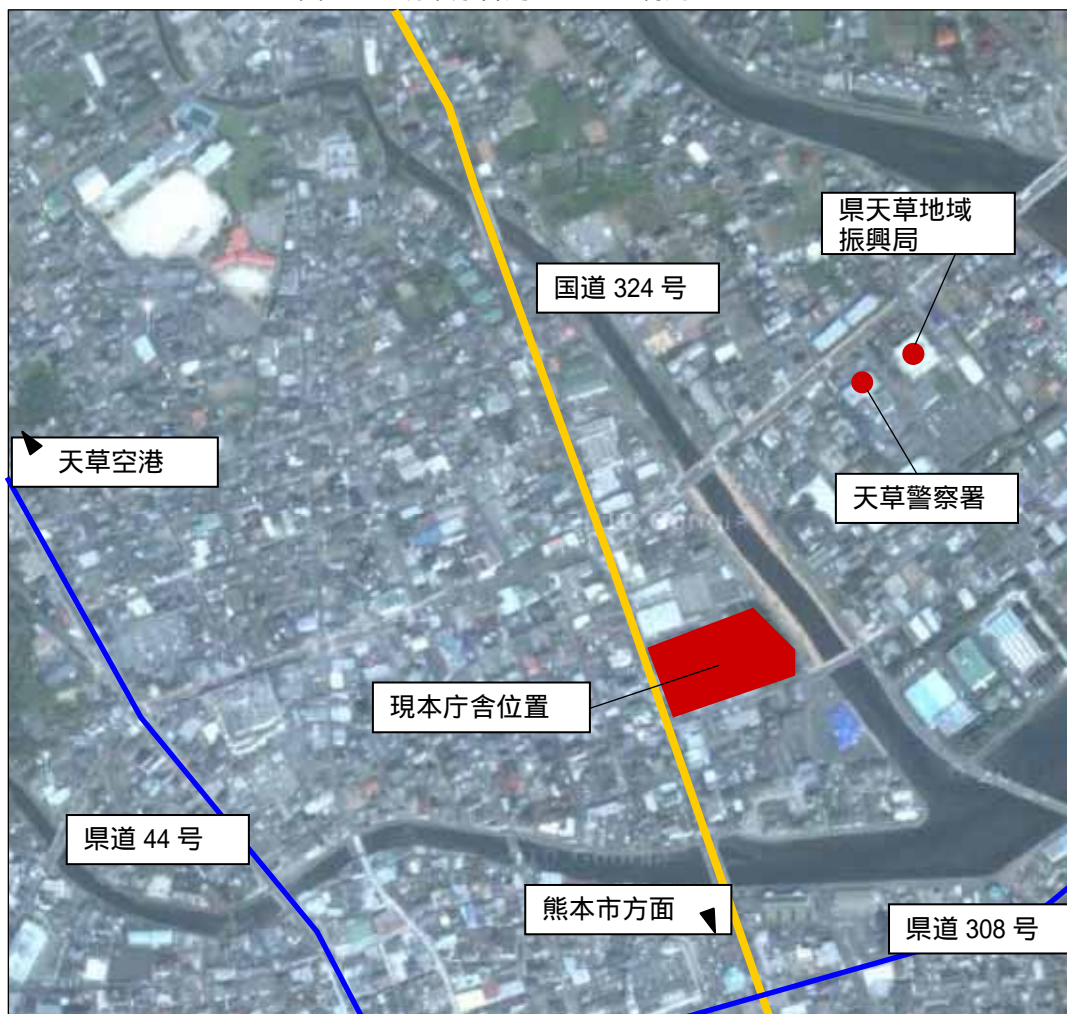 県天草地域
振興局
国道 324 号
天草空港
天草警察署
現本庁舎位置
県道 44 号
熊本市方面
県道 308 号